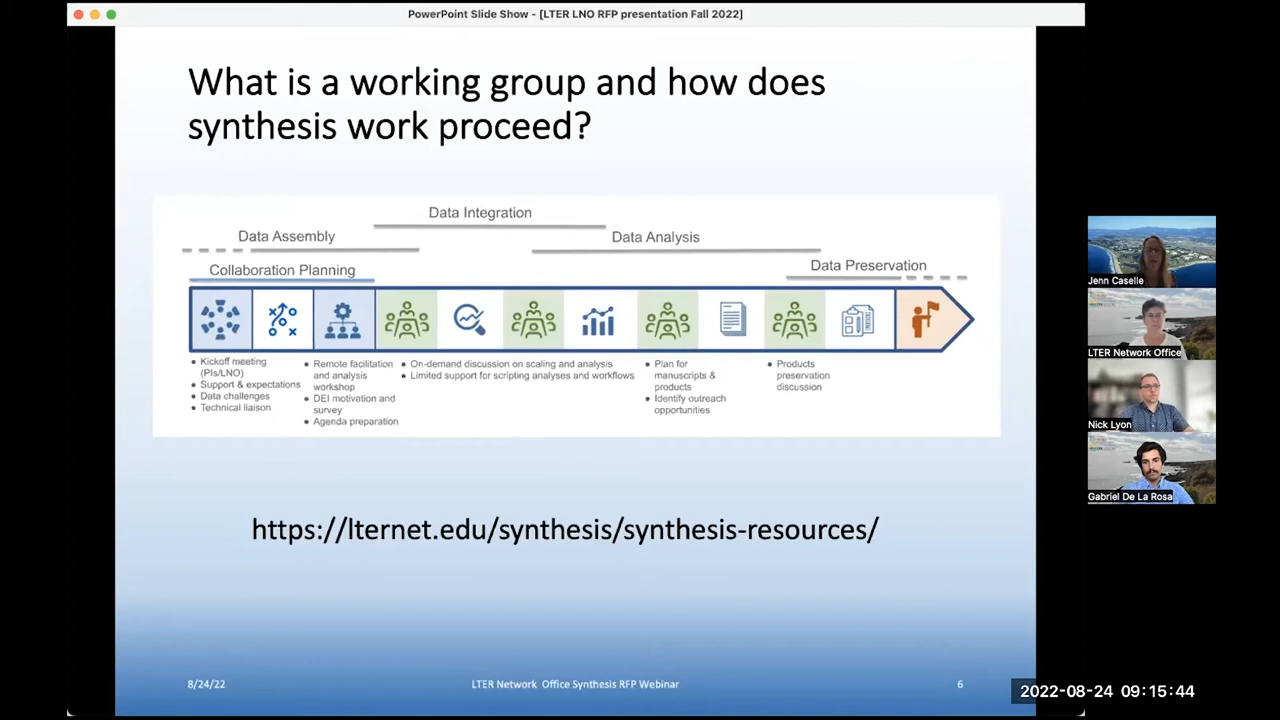 PowerPoint Slide Show - [LTER LNO RFP presentation Fall 2022]
What is a working group and how does
synthesis work proceed?
Data Integration
Data Assembly
Data Analysis
Data Preservation
Collaboration Planning
• Kickoff meeting
(PIs/LNO)
• Support & expectations
• Data challenges
• Technical liaison
• Remote facilitation
and analysis
workshop
• DEI motivation and
survey
• Agenda preparation
• On-demand discussion on scaling and analysis
• Limited support for scripting analyses and workflows
• Plan for
manuscripts &
products
• Identify outreach
opportunities
• Products
preservation
discussion
https://lternet.edu/synthesis/synthesis-resources/
8/24/22
LTER Network Office Synthesis RFP Webinar
6
Jenn Caselle
LTER Network Office
Nick Lyon
Gabriel De La Rosa
2022-08-24 09:15:44